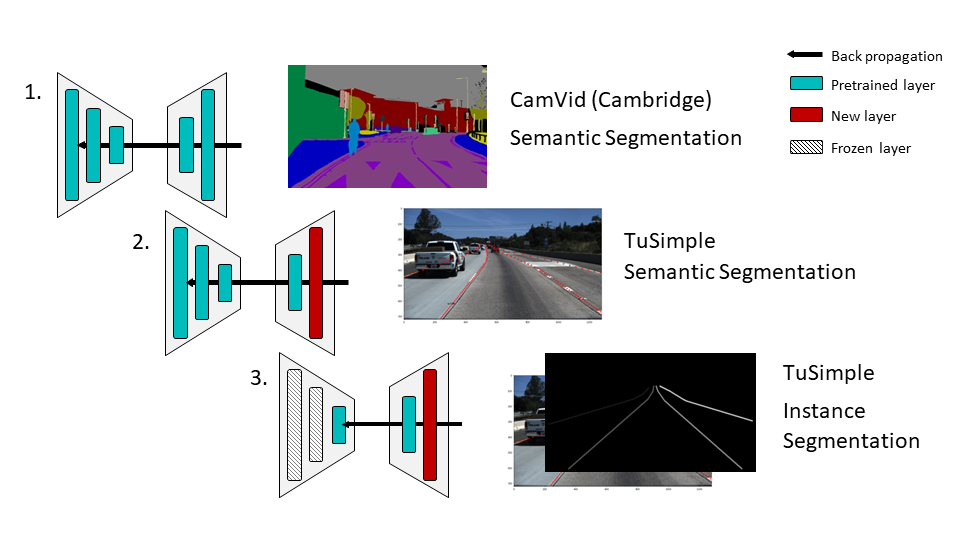 1.
CamVid (Cambridge)
Semantic Segmentation
Back propagation
Pretrained layer
New layer
Frozen layer
2.
TuSimple
Semantic Segmentation
3.
TuSimple
Instance
Segmentation